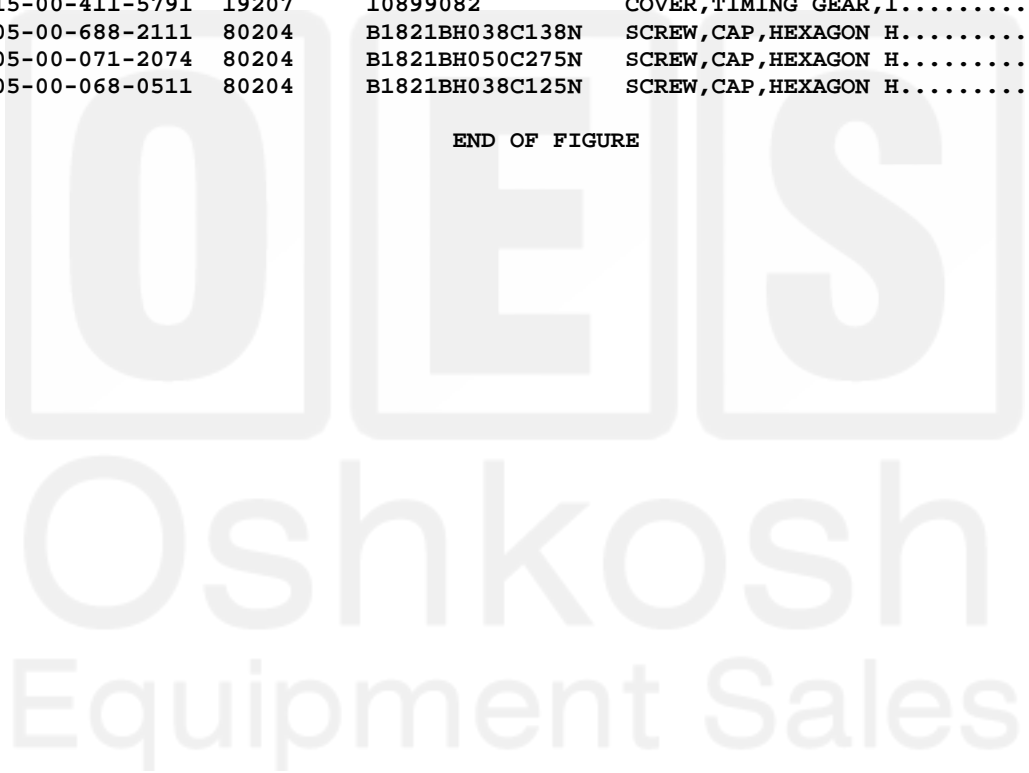 15-00-411-5791 19207 10899082 COVER,TIMING GEAR,I.........
05-00-688-2111 80204 B1821BH038C138N SCREW,CAP,HEXAGON H.........
05-00-071-2074 80204 B1821BH050C275N SCREW,CAP,HEXAGON H.........
05-00-068-0511 80204 B1821BH038C125N SCREW,CAP,HEXAGON H.........
END OF FIGURE
OES
Oshkosh
Equipment Sales